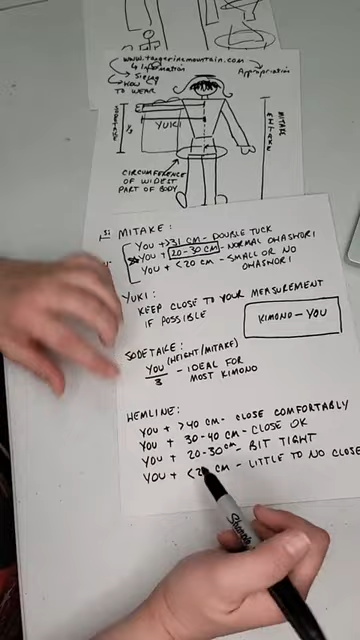 www.tangerinemountain.com
↳ Information
→ Sizing
→ How
TO WEAR
→ Appropriation
MITAKE
YUKI
CIRCUMFERENCE
OF WIDEST
PART OF BODY
MITAKE:
YOU + >31 CM - DOUBLE TUCK
YOU + 20-30 CM - NORMAL OHASHORI
YOU + <20 CM - SMALL OR NO
OHASHORI
YUKI:
KEEP CLOSE TO YOUR MEASUREMENT
IF POSSIBLE
KIMONO - YOU
SODETAKE:
YOU (HEIGHT/MITAKE)
3
- IDEAL FOR
MOST KIMONO
HEMLINE:
YOU + >40 CM - CLOSE COMFORTABLY
YOU + 30-40 CM - CLOSE OK
YOU + 20-30 CM - BIT TIGHT
YOU + <20 CM - LITTLE TO NO CLOSE
Sharpie